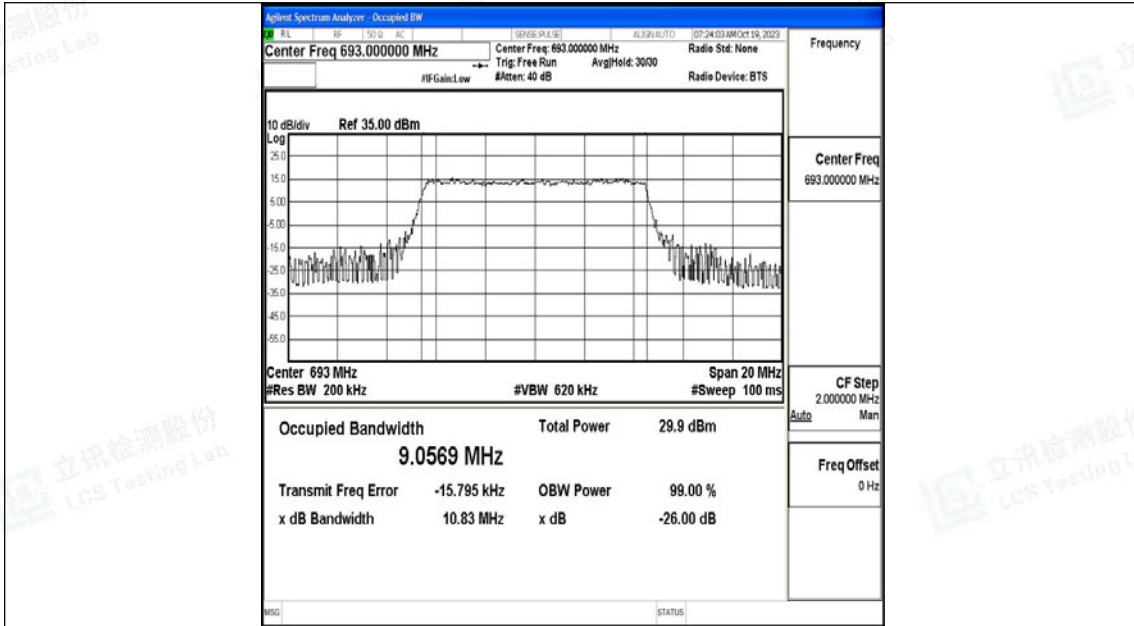 Agilent Spectrum Analyzer - Occupied BW
RL RF 50 Ω AC SENSE:PULSE ALIGNAUTO 07:24:03 AM Oct 19, 2023
Center Freq 693.000000 MHz
Center Freq: 693.000000 MHz
Radio Std: None
Trig: Free Run Avg|Hold: 30/30
#IFGain:Low
#Atten: 40 dB
Radio Device: BTS
Frequency
10 dB/div Ref 35.00 dBm
Log
25.0
15.0
5.00
-5.00
-15.0
-25.0
-35.0
-45.0
-55.0
Center 693 MHz
Span 20 MHz
#Res BW 200 kHz
#VBW 620 kHz
#Sweep 100 ms
Occupied Bandwidth
9.0569 MHz
Total Power 29.9 dBm
Transmit Freq Error -15.795 kHz
OBW Power 99.00 %
x dB Bandwidth 10.83 MHz
x dB -26.00 dB
Center Freq
693.000000 MHz
CF Step
2.000000 MHz
Auto Man
Freq Offset
0 Hz
MSG
STATUS
立讯检测股份
LCS Testing Lab
立讯检测股份
LCS Testing Lab